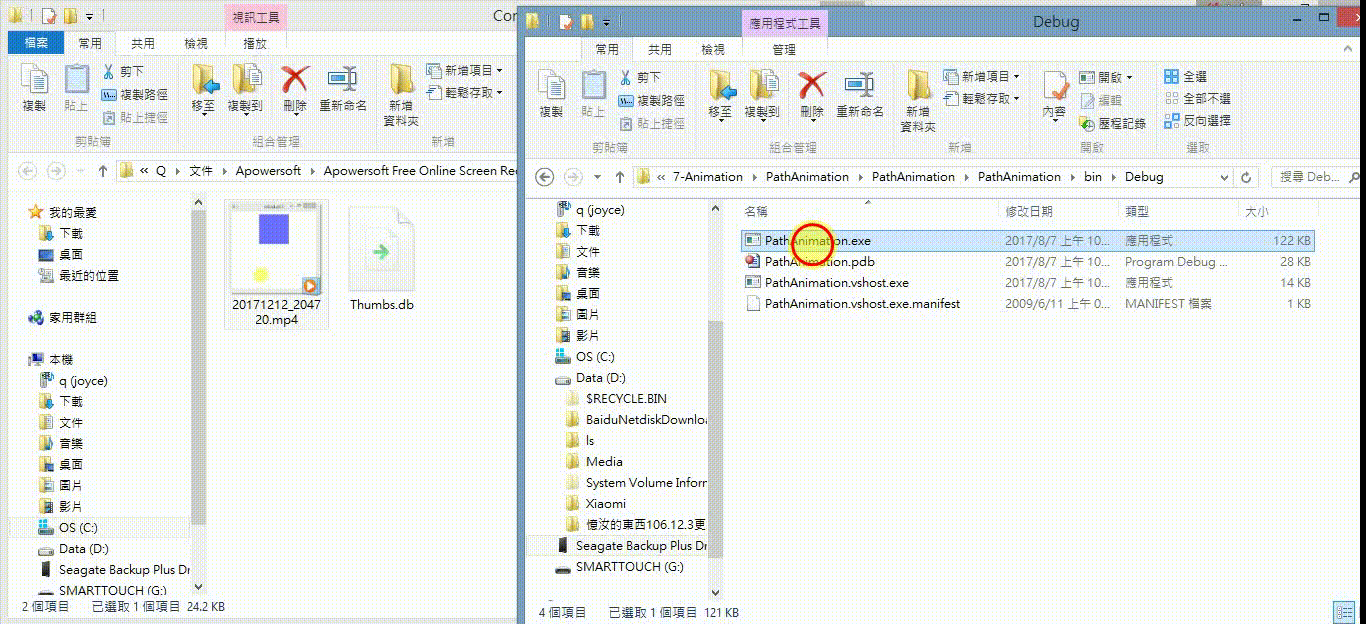 視訊工具
Cor
檔案 常用 共用 檢視 播放
複製
貼上
剪下
複製路徑
貼上捷徑
剪貼簿
移至
複製到
刪除
重新命名
組合管理
新增
資料夾
新增項目
輕鬆存取
新增
« Q 文件 Apowersoft Apowersoft Free Online Screen Rec
我的最愛
下載
桌面
最近的位置
家用群組
本機
q (joyce)
下載
文件
音樂
桌面
圖片
影片
OS (C:)
Data (D:)
Seagate Backup Plus Dr
SMARTTOUCH (G:)
20171212_2047
20.mp4
Thumbs.db
2 個項目 已選取 1 個項目 24.2 KB
應用程式工具
Debug
常用 共用 檢視 管理
複製
貼上
剪下
複製路徑
貼上捷徑
剪貼簿
移至
複製到
刪除
重新命名
組合管理
新增
資料夾
新增項目
輕鬆存取
新增
內容
開啟
編輯
歷程記錄
開啟
全選
全部不選
反向選擇
選取
« 7-Animation PathAnimation PathAnimation PathAnimation bin Debug
搜尋 Deb...
q (joyce)
下載
文件
音樂
桌面
圖片
影片
OS (C:)
Data (D:)
$RECYCLE.BIN
BaiduNetdiskDownloa
ls
Media
System Volume Inforr
Xiaomi
憶汝的東西106.12.3更
Seagate Backup Plus Dr
SMARTTOUCH (G:)
名稱 修改日期 類型 大小
PathAnimation.exe 2017/8/7 上午 10... 應用程式 122 KB
PathAnimation.pdb 2017/8/7 上午 10... Program Debug ... 28 KB
PathAnimation.vshost.exe 2017/8/7 上午 10... 應用程式 14 KB
PathAnimation.vshost.exe.manifest 2009/6/11 上午 0... MANIFEST 檔案 1 KB
4 個項目 已選取 1 個項目 121 KB